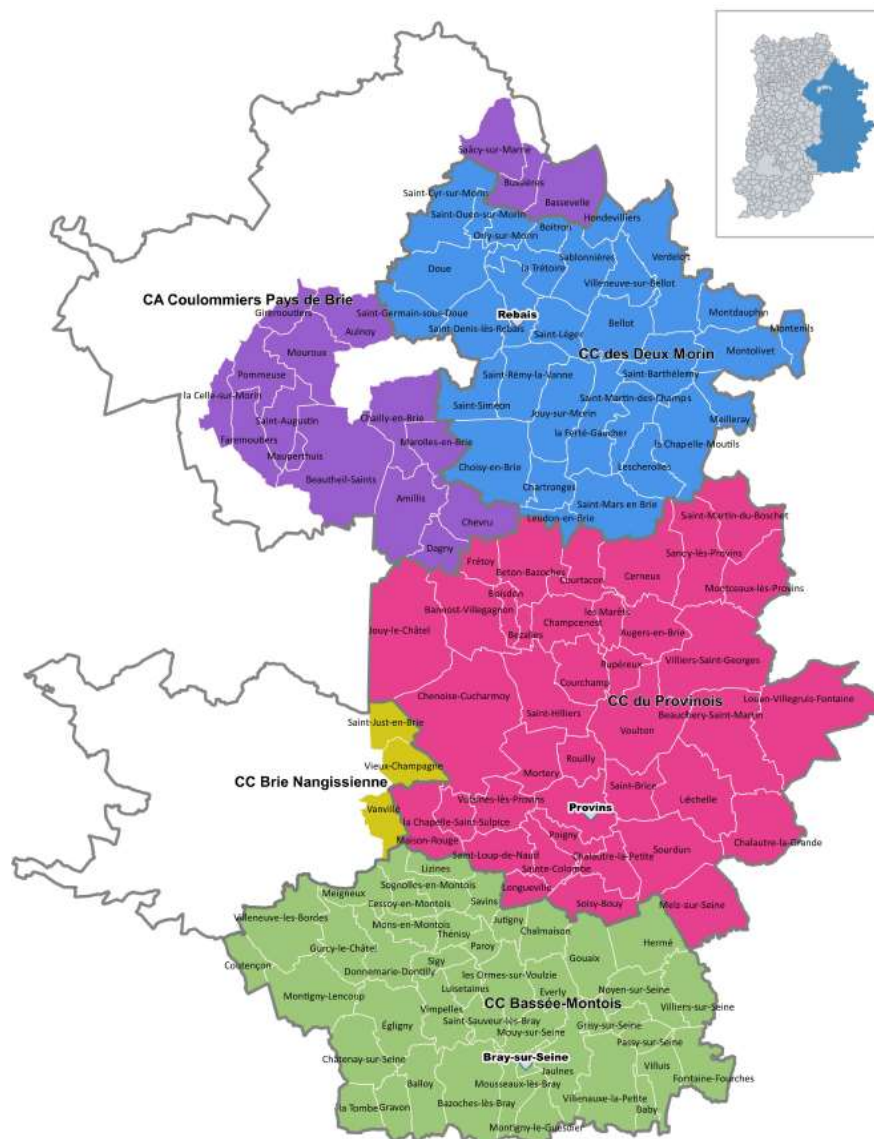 Saâcy-sur-Marne
Bussières
Bassevelle
Saint-Cyr-sur-Morin
Saint-Ouen-sur-Morin
Hondevilliers
Boitron
Orly-sur-Morin
Sablonnières
Verdelot
Doue
la Trétoire
Villeneuve-sur-Bellot
CA Coulommiers Pays de Brie
Giremoutiers
Saint-Germain-sous-Doue
Rebais
Montdauphin
Aulnoy
Saint-Denis-lès-Rebais
Saint-Léger
Bellot
Montenils
Mouroux
CC des Deux Morin
Montolivet
Pommeuse
Saint-Rémy-la-Vanne
Saint-Barthélemy
la Celle-sur-Morin
Saint-Siméon
Saint-Martin-des-Champs
Saint-Augustin
Chailly-en-Brie
Jouy-sur-Morin
Meilleray
Faremoutiers
Marolles-en-Brie
la Ferté-Gaucher
la Chapelle-Moutils
Mauperthuis
Choisy-en-Brie
Lescherolles
Beautheil-Saints
Chartronges
Amillis
Saint-Mars en Brie
Chevru
Leudon-en-Brie
Saint-Martin-du-Boschet
Dagny
Sancy-lès-Provins
Frétoy
Beton-Bazoches
Courtacon
Cerneux
Montceaux-lès-Provins
Boisdon
Bannost-Villegagnon
les Marêts
Champcenest
Jouy-le-Châtel
Bezalles
Augers-en-Brie
Rupéreux
Villiers-Saint-Georges
Courchamp
Chenoise-Cucharmoy
CC du Provinois
Louan-Villegruis-Fontaine
Saint-Hilliers
Beauchery-Saint-Martin
Saint-Just-en-Brie
Voulton
Rouilly
Vieux-Champagne
Mortery
CC Brie Nangissienne
Saint-Brice
Vulaines-lès-Provins
Léchelle
Vanville
Provins
la Chapelle-Saint-Sulpice
Poigny
Maison-Rouge
Sourdun
Chalautre-la-Grande
Saint-Loup-de-Naud
Chalautre-la-Petite
Lizines
Sainte-Colombe
Sognolles-en-Montois
Longueville
Meigneux
Cessoy-en-Montois
Savins
Soisy-Bouy
Melz-sur-Seine
Villeneuve-les-Bordes
Jutigny
Mons-en-Montois
Chalmaison
Thénisy
Hermé
Gurcy-le-Châtel
Paroy
Sigy
Gouaix
Coutençon
Donnemarie-Dontilly
les Ormes-sur-Voulzie
Luisetaines
Everly
Noyen-sur-Seine
Montigny-Lencoup
CC Bassée-Montois
Villiers-sur-Seine
Vimpelles
Égligny
Saint-Sauveur-lès-Bray
Grisy-sur-Seine
Mouy-sur-Seine
Passy-sur-Seine
Châtenay-sur-Seine
Bray-sur-Seine
Jaulnes
Villuis
Balloy
Mousseaux-lès-Bray
Fontaine-Fourches
Bazoches-lès-Bray
Villenauxe-la-Petite
la Tombe
Gravon
Baby
Montigny-le-Guesdier